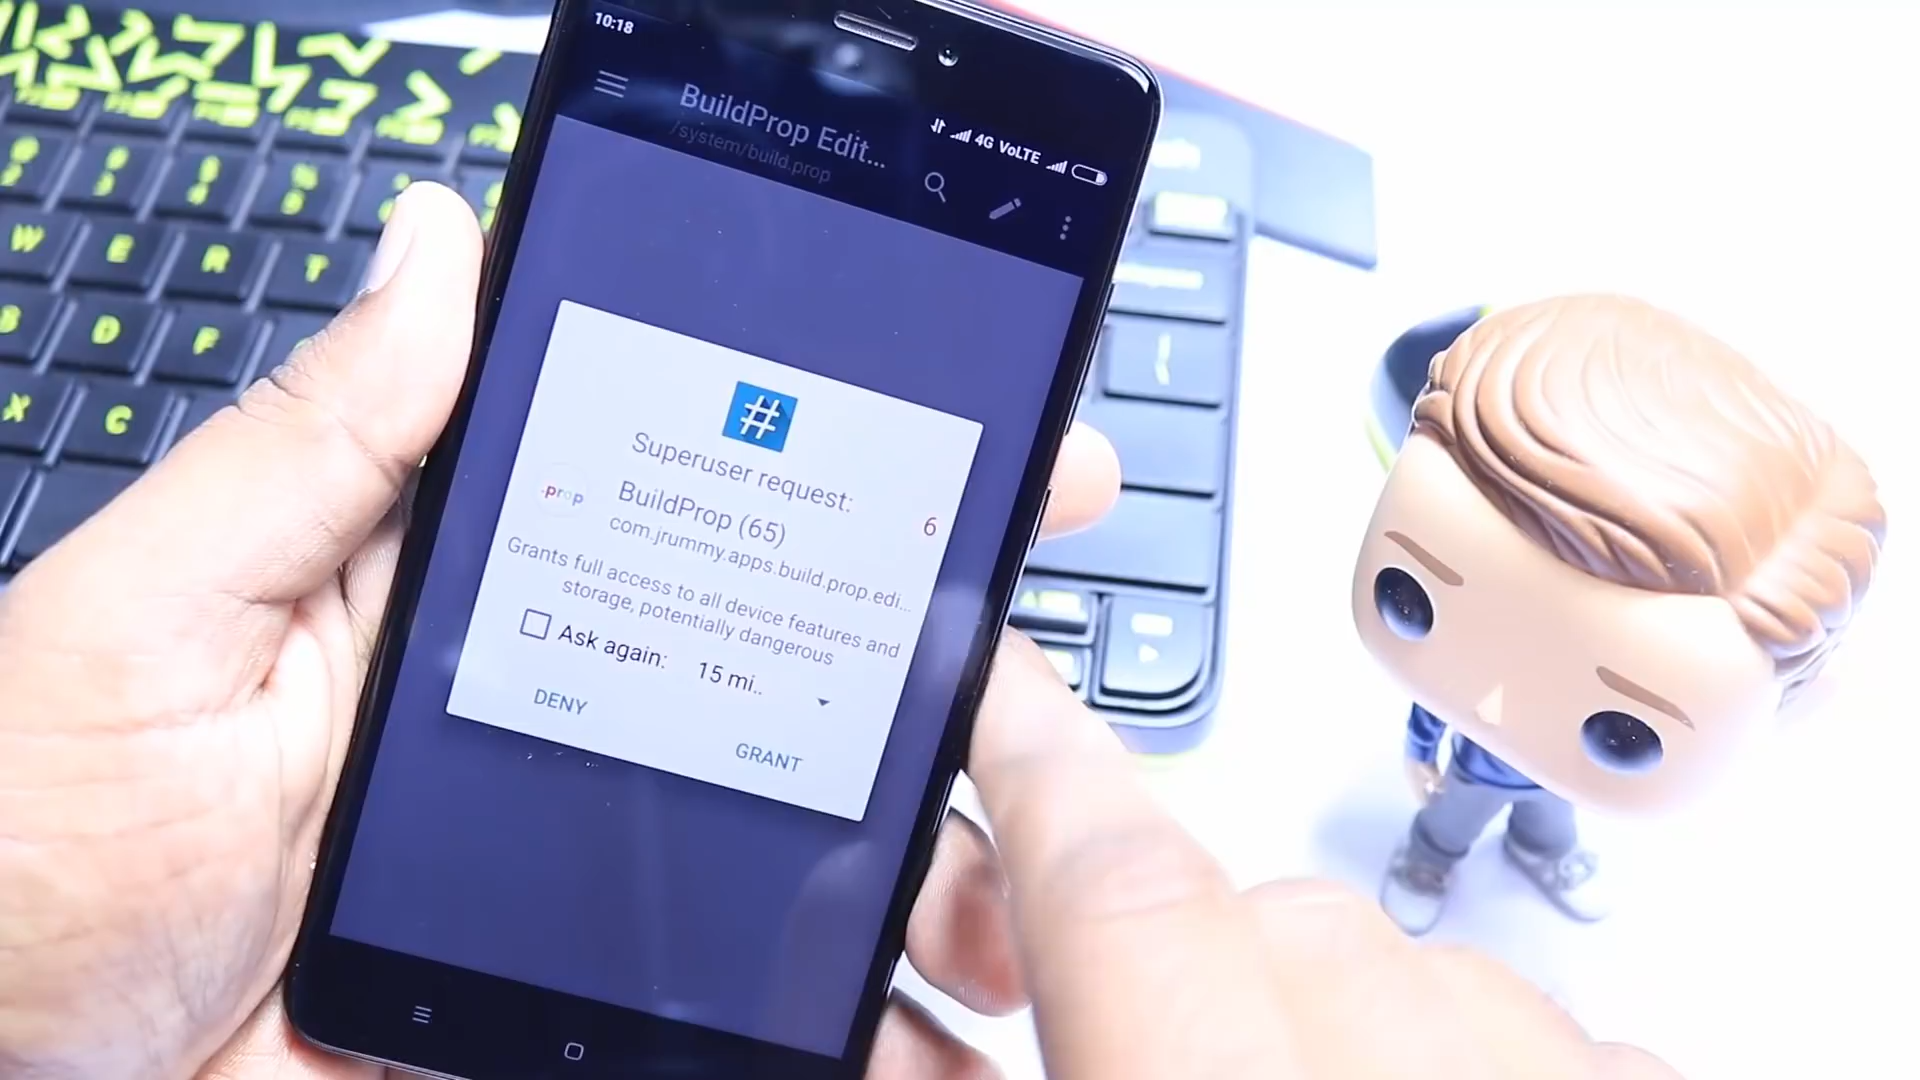 10:18
4G VoLTE
BuildProp Edit...
/system/build.prop
#
Superuser request:
.prop
BuildProp (65)
6
com.jrummy.apps.build.prop.edi...
Grants full access to all device features and
storage, potentially dangerous
Ask again:
15 mi..
DENY
GRANT
W E R T
D F
X C